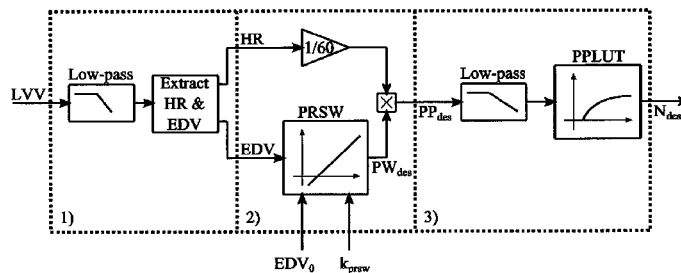 LVV
Low-pass
Extract
HR &
EDV
1)
HR
1/60
EDV
PRSW
PW_des
2)
EDV_0
k_prsw
PP_des
Low-pass
PPLUT
N_des
3)